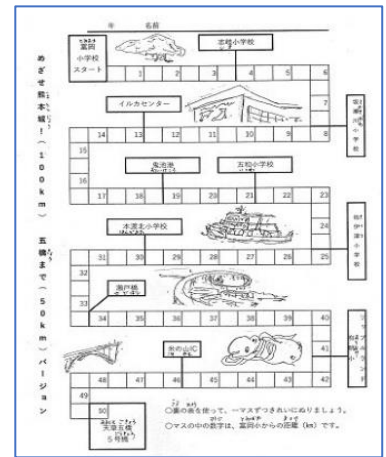 年 名前
めざせ熊本城!(100km) 五橋まで(50km)バージョン
富岡
小学校
スタート
志岐小学校
1 2 3 4 5 6
7
イルカセンター
14 13 12 11 10 9 8
15
16
鬼池港
五和小学校
17 18 19 20 21 22 23
24
本渡北小学校
31 30 29 28 27 26 25
32
33
瀬戸橋
34 35 36 37 38 39 40
41
48 47 46 45 44 43 42
49
50
天草五橋
5号橋
○裏の表を使って、一マスずつきれいにぬりましょう。
○マスの中の数字は、富岡小からの距離(km)です。